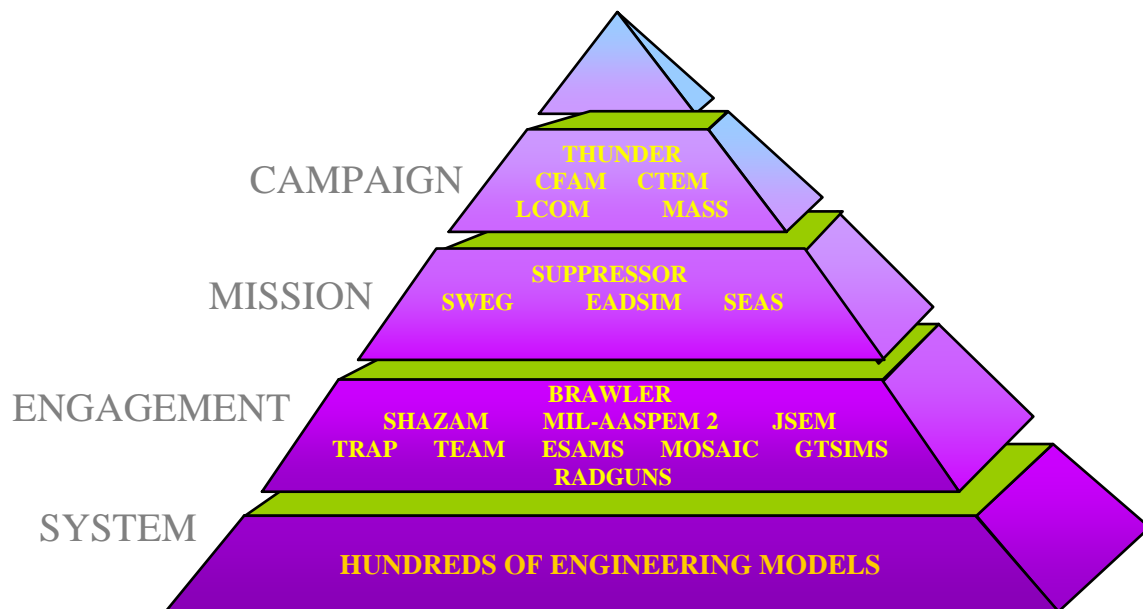 CAMPAIGN
THUNDER
CFAM CTEM
LCOM MASS
MISSION
SUPPRESSOR
SWEG EADSIM SEAS
ENGAGEMENT
BRAWLER
SHAZAM MIL-AASPEM 2 JSEM
TRAP TEAM ESAMS MOSAIC GTSIMS
RADGUNS
SYSTEM
HUNDREDS OF ENGINEERING MODELS